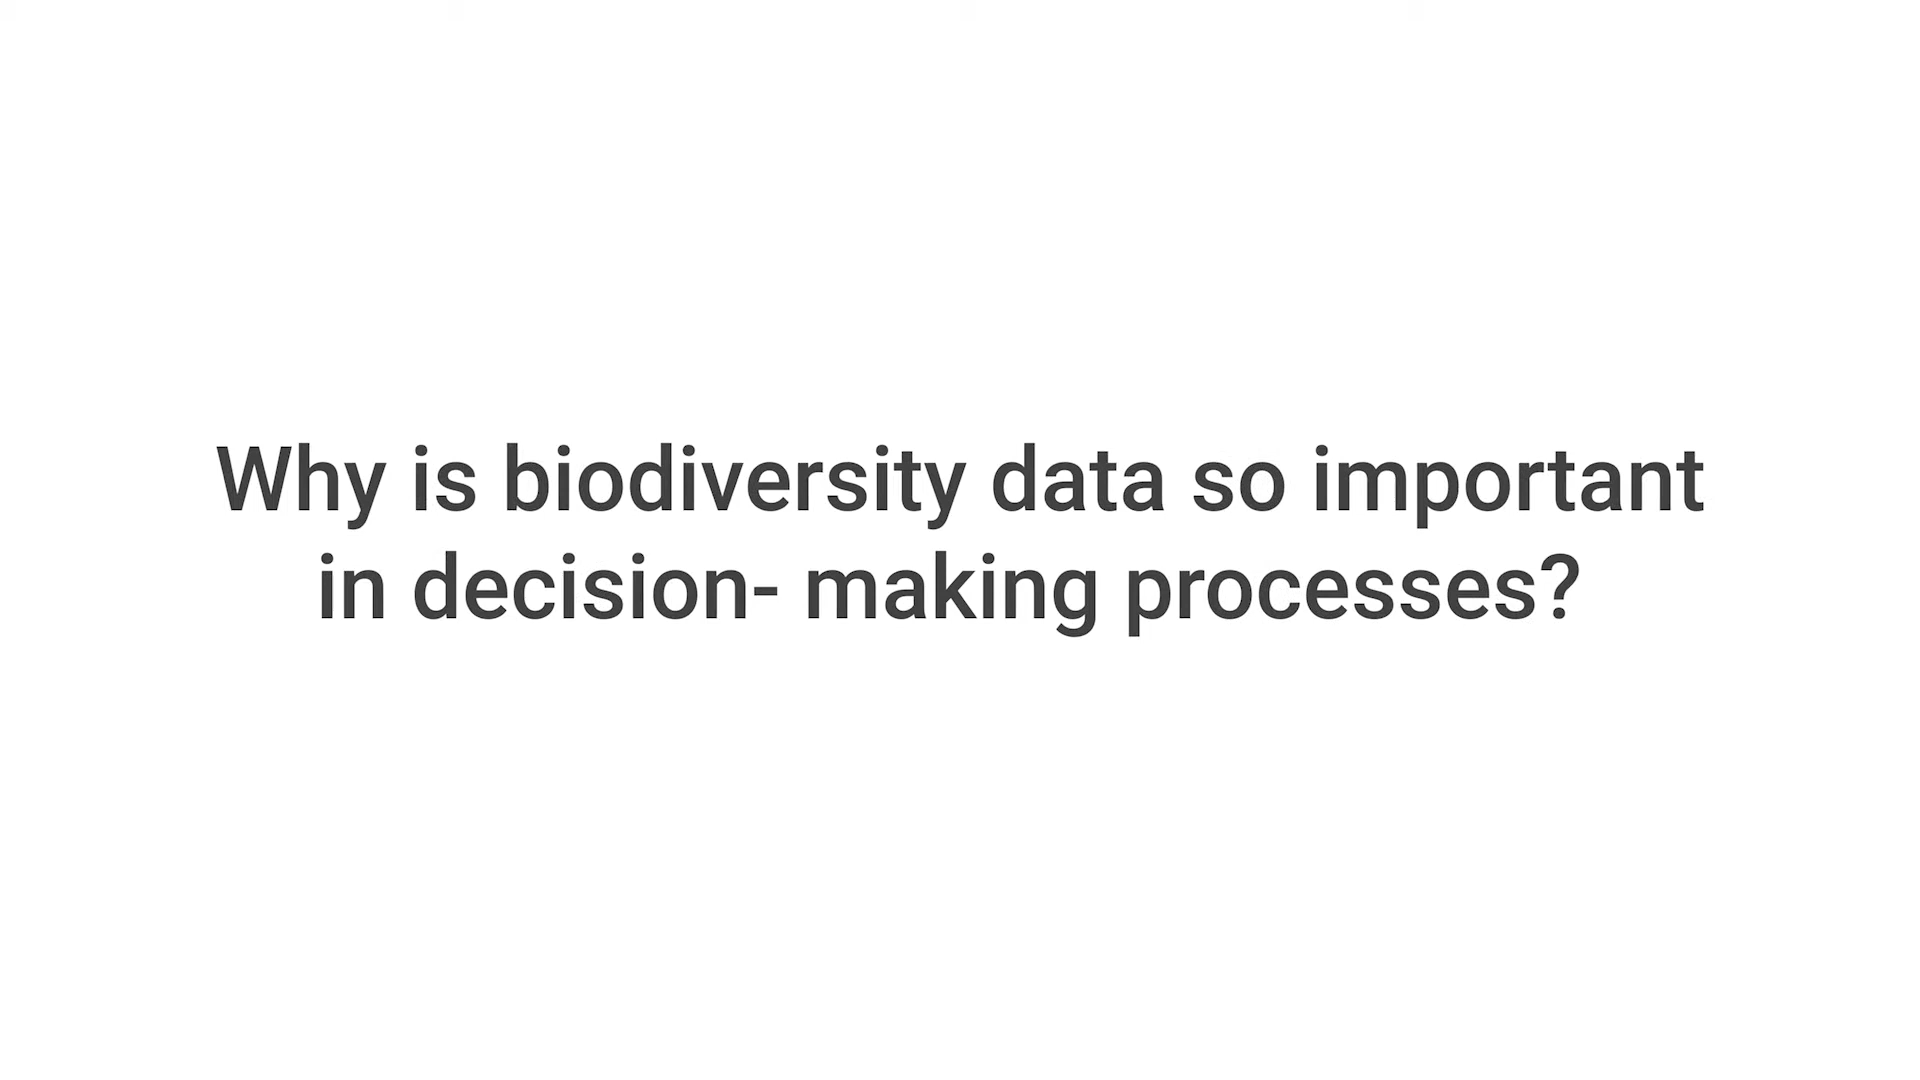 Why is biodiversity data so important
in decision- making processes?